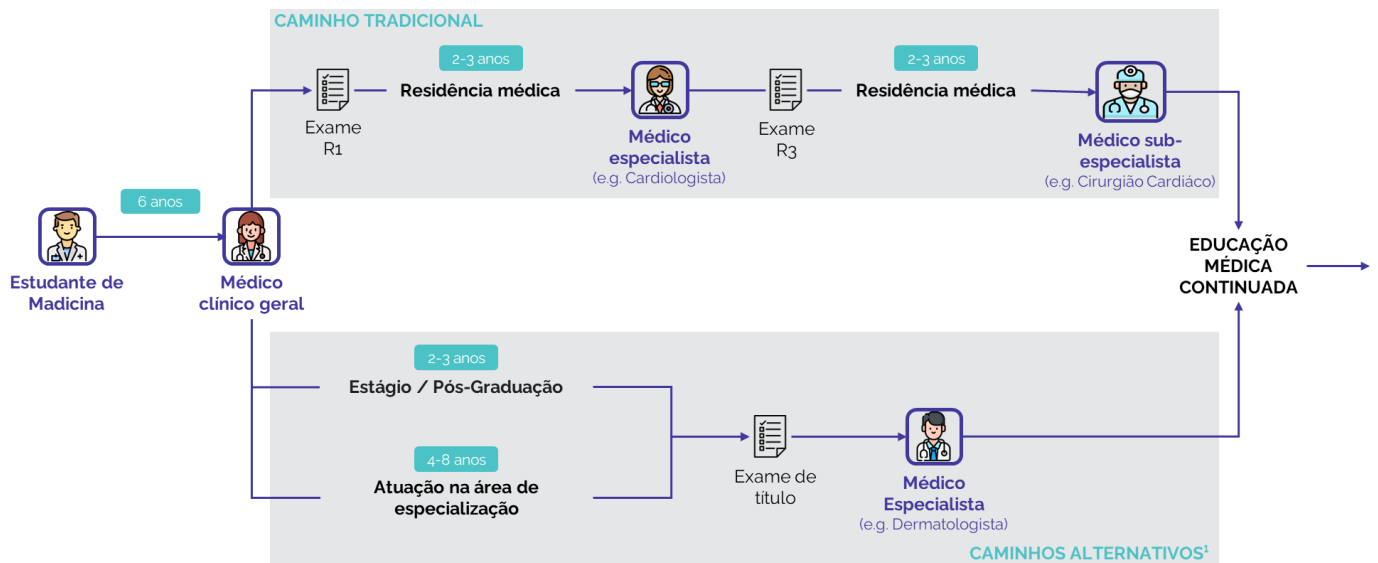 CAMINHO TRADICIONAL
2-3 anos
Residência médica
Exame
R1
Médico
especialista
(e.g. Cardiologista)
Exame
R3
2-3 anos
Residência médica
Médico sub-
especialista
(e.g. Cirurgião Cardiáco)
6 anos
Estudante de
Madicina
Médico
clínico geral
EDUCAÇÃO
MÉDICA
CONTINUADA
2-3 anos
Estágio / Pós-Graduação
4-8 anos
Atuação na área de
especialização
Exame de
título
Médico
Especialista
(e.g. Dermatologista)
CAMINHOS ALTERNATIVOS¹